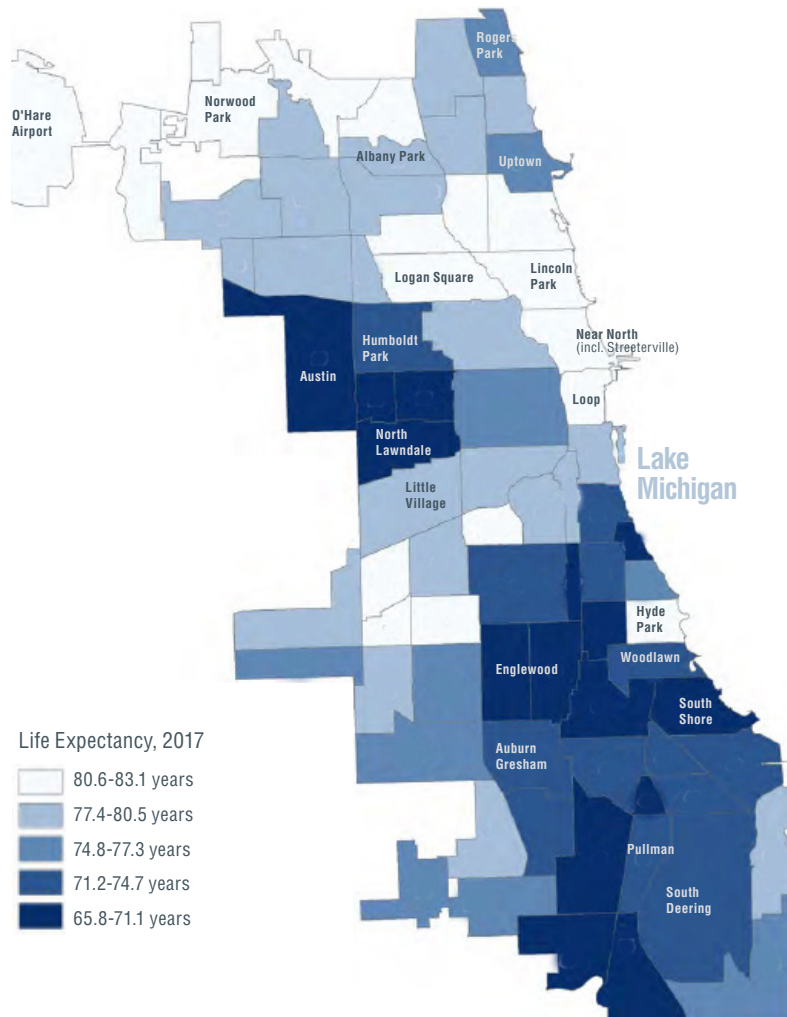 Rogers
Park
O'Hare
Airport
Norwood
Park
Albany Park
Uptown
Logan Square
Lincoln
Park
Near North
(incl. Streeterville)
Humboldt
Park
Austin
Loop
North
Lawndale
Lake
Michigan
Little
Village
Hyde
Park
Woodlawn
Englewood
South
Shore
Auburn
Gresham
Pullman
South
Deering
Life Expectancy, 2017
80.6-83.1 years
77.4-80.5 years
74.8-77.3 years
71.2-74.7 years
65.8-71.1 years